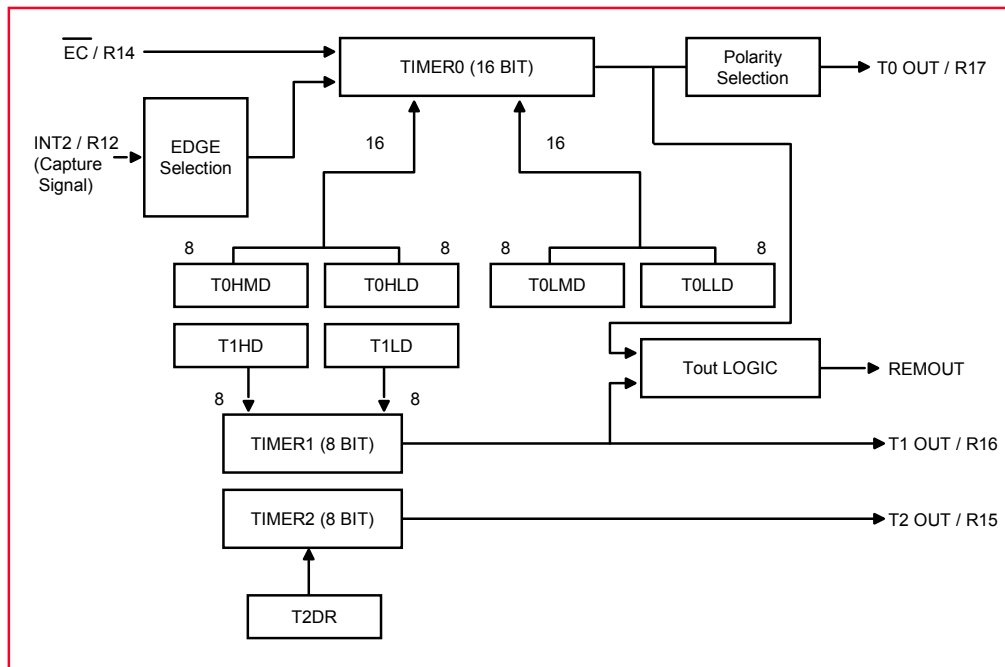 EC / R14
TIMER0 (16 BIT)
Polarity
Selection
T0 OUT / R17
INT2 / R12
(Capture
Signal)
EDGE
Selection
16
16
8
8
8
8
T0HMD
T0HLD
T0LMD
T0LLD
T1HD
T1LD
Tout LOGIC
REMOUT
8
8
TIMER1 (8 BIT)
T1 OUT / R16
TIMER2 (8 BIT)
T2 OUT / R15
T2DR